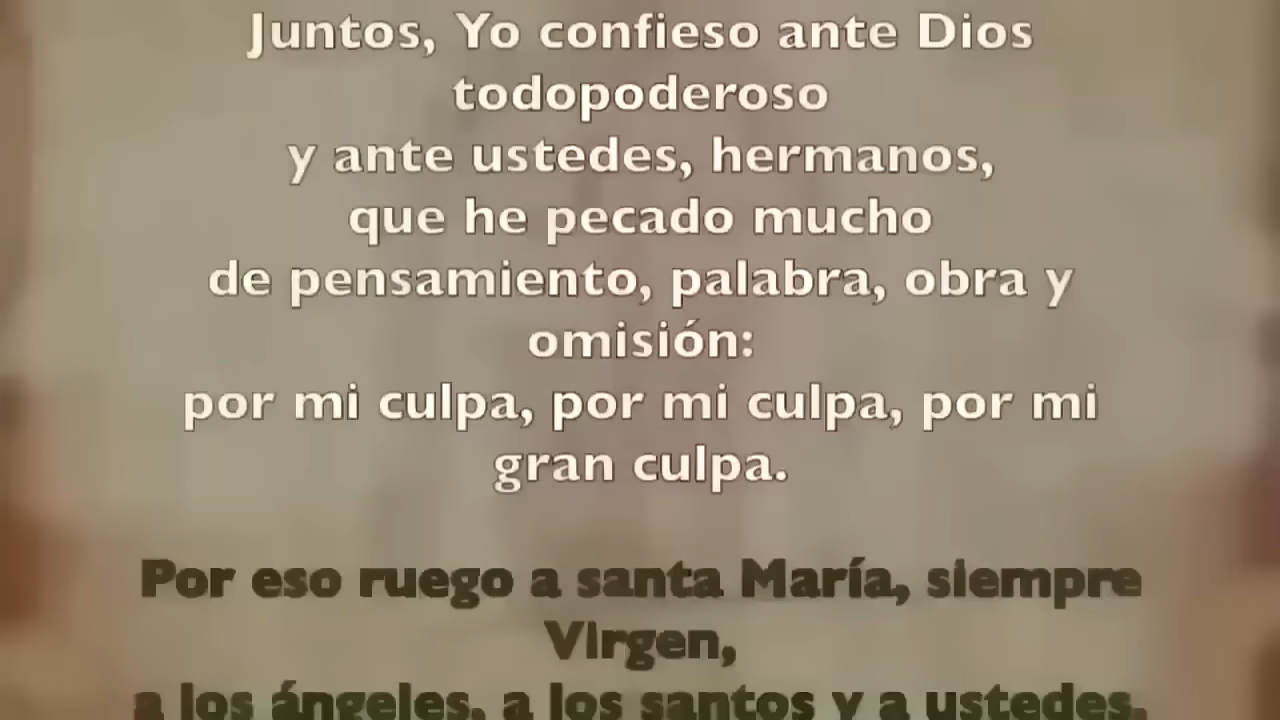 Juntos, Yo confieso ante Dios
todopoderoso
y ante ustedes, hermanos,
que he pecado mucho
de pensamiento, palabra, obra y
omisión:
por mi culpa, por mi culpa, por mi
gran culpa.
Por eso ruego a santa María, siempre
Virgen,
a los ángeles, a los santos y a ustedes,